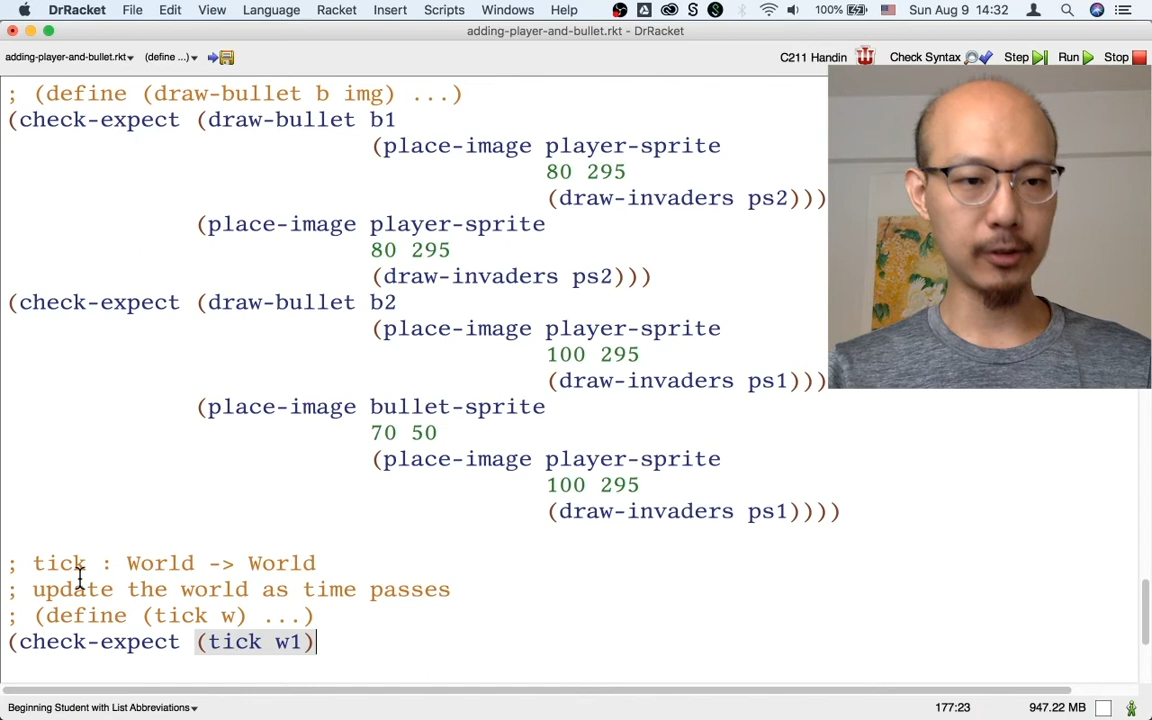 DrRacket File Edit View Insert Language Racket Insert Scripts Windows Help 100% Sun Aug 9 14:32
adding-player-and-bullet.rkt - DrRacket
adding-player-and-bullet.rkt (define ...) C211 Handin Check Syntax Step Run Stop
; (define (draw-bullet b img) ...)
(check-expect (draw-bullet b1
(place-image player-sprite
80 295
(draw-invaders ps2)))
(place-image player-sprite
80 295
(draw-invaders ps2)))
(check-expect (draw-bullet b2
(place-image player-sprite
100 295
(draw-invaders ps1)))
(place-image bullet-sprite
70 50
(place-image player-sprite
100 295
(draw-invaders ps1))))
; tick : World -> World
; update the world as time passes
; (define (tick w) ...)
(check-expect (tick w1)
Beginning Student with List Abbreviations 177:23 947.22 MB